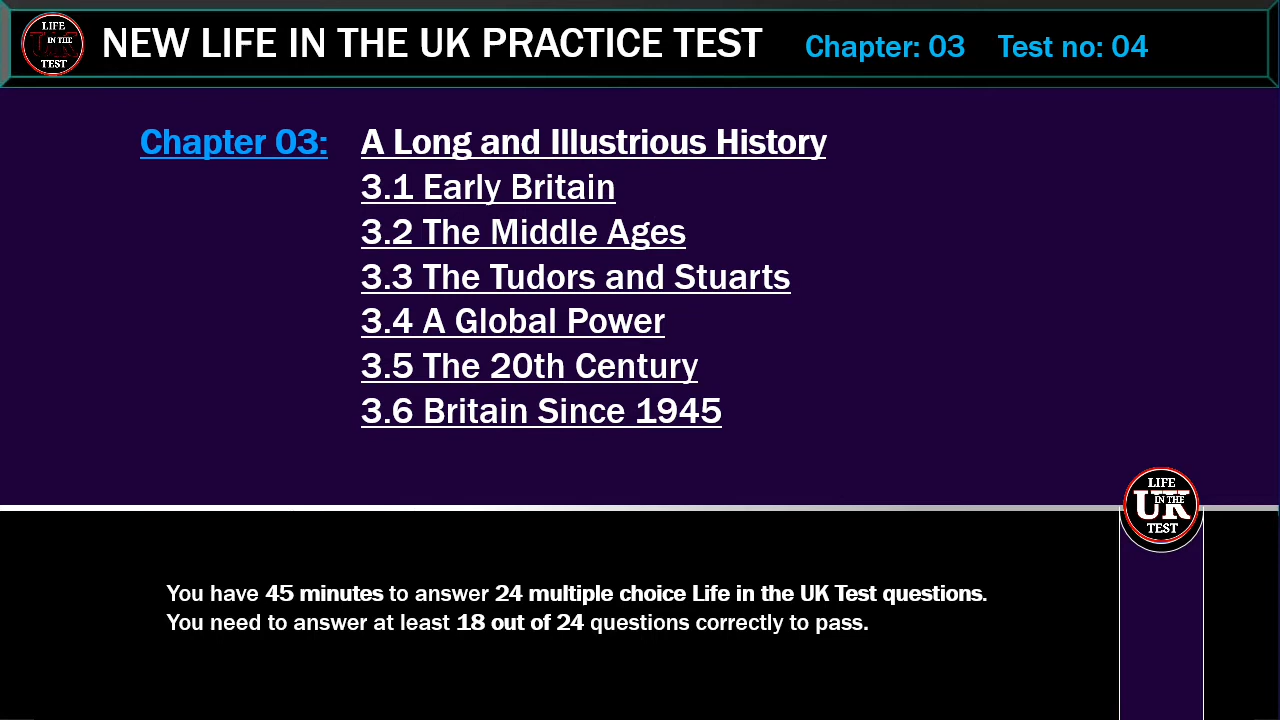 LIFE
UK
IN THE
TEST
NEW LIFE IN THE UK PRACTICE TEST Chapter: 03 Test no: 04
Chapter 03: A Long and Illustrious History
3.1 Early Britain
3.2 The Middle Ages
3.3 The Tudors and Stuarts
3.4 A Global Power
3.5 The 20th Century
3.6 Britain Since 1945
LIFE
UK
IN THE
TEST
You have 45 minutes to answer 24 multiple choice Life in the UK Test questions.
You need to answer at least 18 out of 24 questions correctly to pass.